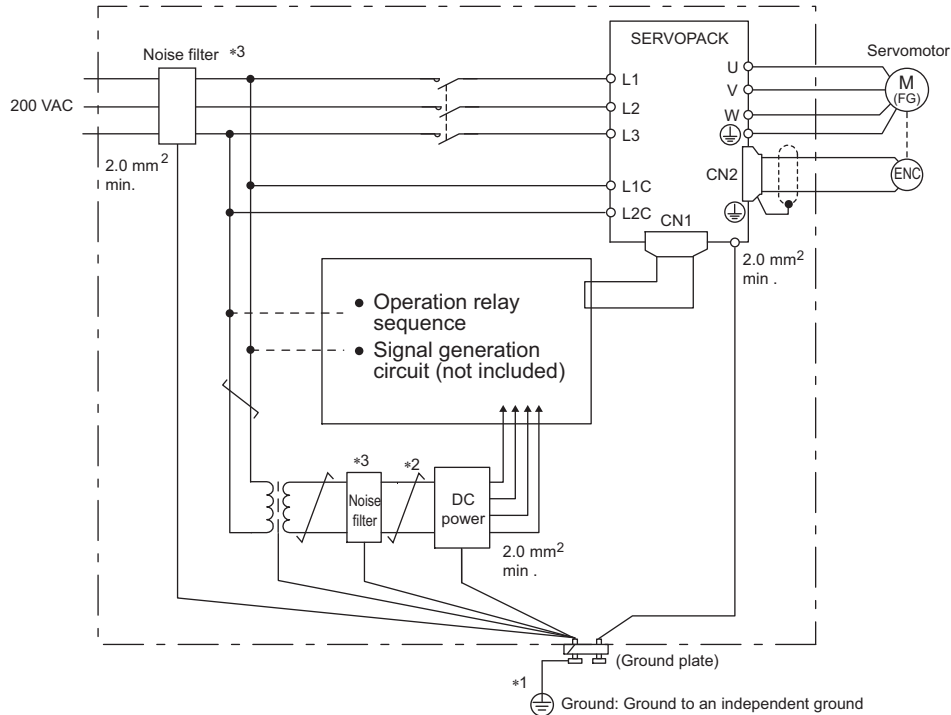 SERVOPACK
Noise filter *3
Servomotor
U
L1
M
(FG)
V
200 VAC
L2
W
L3
2.0 mm2
min.
CN2
ENC
L1C
L2C
CN1
2.0 mm2
min .
● Operation relay
sequence
● Signal generation
circuit (not included)
*3
*2
Noise
filter
DC
power
2.0 mm2
min .
(Ground plate)
*1
Ground: Ground to an independent ground